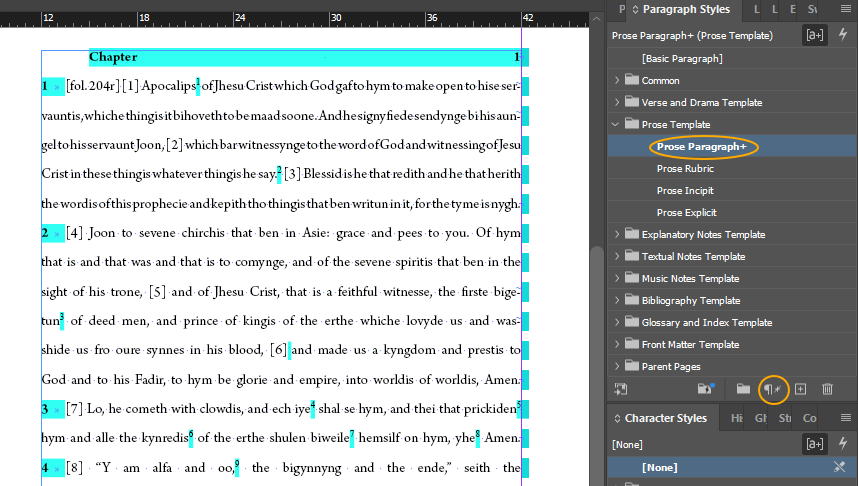 12 18 24 30 36 42
Chapter 1
1 » [fol. 204r] [1] Apocalips1 of Jhesu Crist which God gaf to hym to make open to hise ser-
vauntis, whiche thingis it bihoveth to be maad soone. And he signyfiede sendynge bi his aun-
gel to his servaunt Joon, [2] which bar witnessynge to the word of God and witnessing of Jesu
Crist in these thingis whatever thingis he say.2 [3] Blessid is he that redith and he that herith
the wordis of this prophecie and kepith tho thingis that ben writun in it, for the tyme is nygh.
2 » [4] Joon to sevene chirchis that ben in Asie: grace and pees to you. Of hym
that is and that was and that is to comynge, and of the sevene spiritis that ben in the
sight of his trone, [5] and of Jhesu Crist, that is a feithful witnesse, the firste bige-
tun3 of deed men, and prince of kingis of the erthe whiche lovyde us and was-
shide us fro oure synnes in his blood, [6] and made us a kyngdom and prestis to
God and to his Fadir, to hym be glorie and empire, into worldis of worldis, Amen.
3 » [7] Lo, he cometh with clowdis, and ech iye4 shal se hym, and thei that prickiden5
hym and alle the kynredis6 of the erthe shulen biweile7 hemsilf on hym, yhe8 Amen.
4 » [8] “Y am alfa and oo,9 the bigynnyng and the ende,” seith the
P Paragraph Styles L L E Sw
Prose Paragraph+ (Prose Template) [a+]
[Basic Paragraph]
Common
Verse and Drama Template
Prose Template
Prose Paragraph+
Prose Rubric
Prose Incipit
Prose Explicit
Explanatory Notes Template
Textual Notes Template
Music Notes Template
Bibliography Template
Glossary and Index Template
Front Matter Template
Parent Pages
Character Styles Hi Gl Str Co
[None] [a+]
[None]